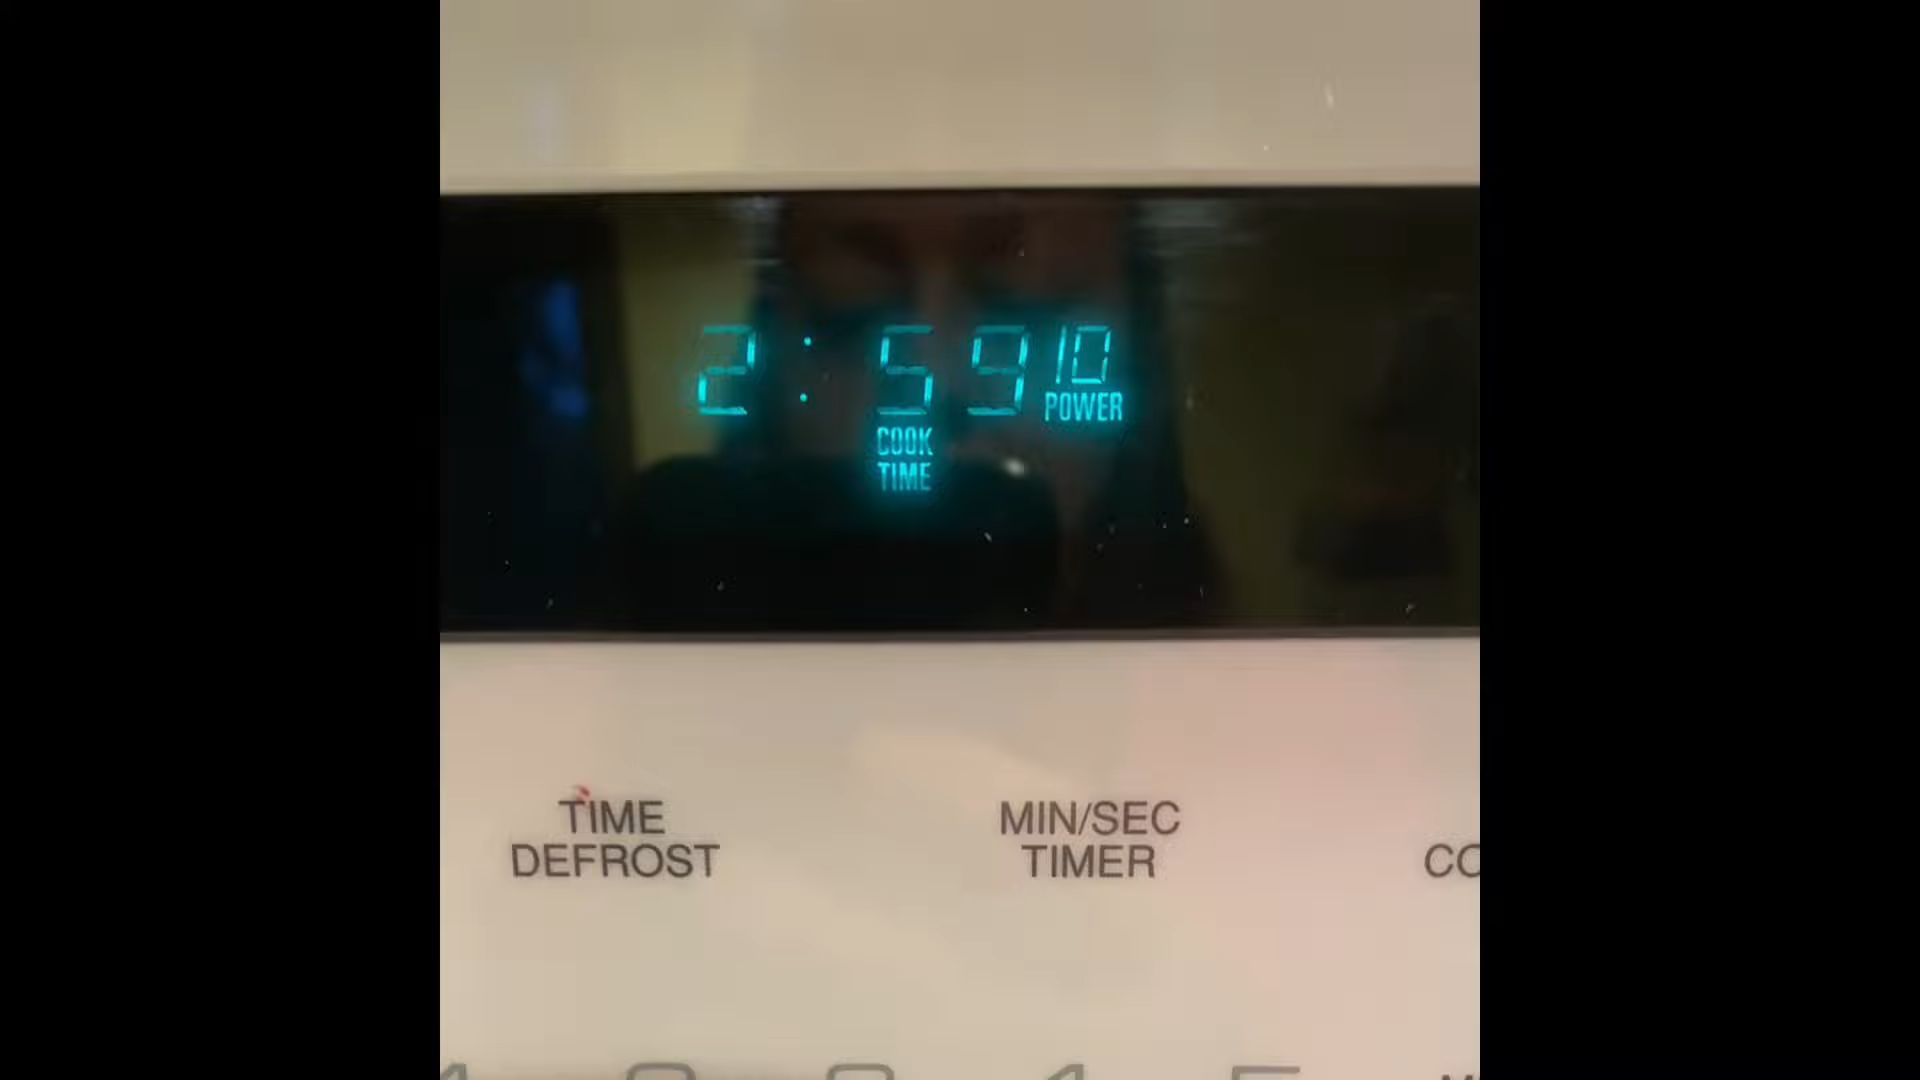 2:59 10
POWER
COOK
TIME
TIME
DEFROST
MIN/SEC
TIMER